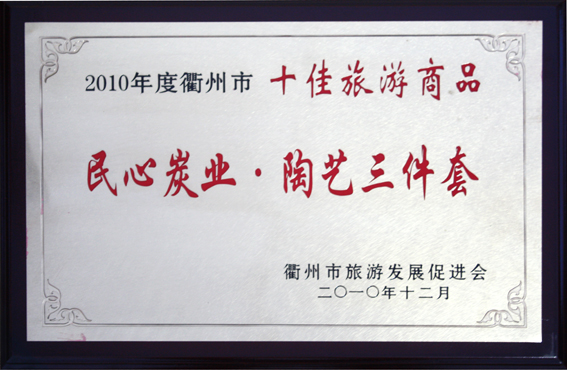 2010年度衢州市 十佳旅游商品
民心炭业·陶艺三件套
衢州市旅游发展促进会
二〇一〇年十二月